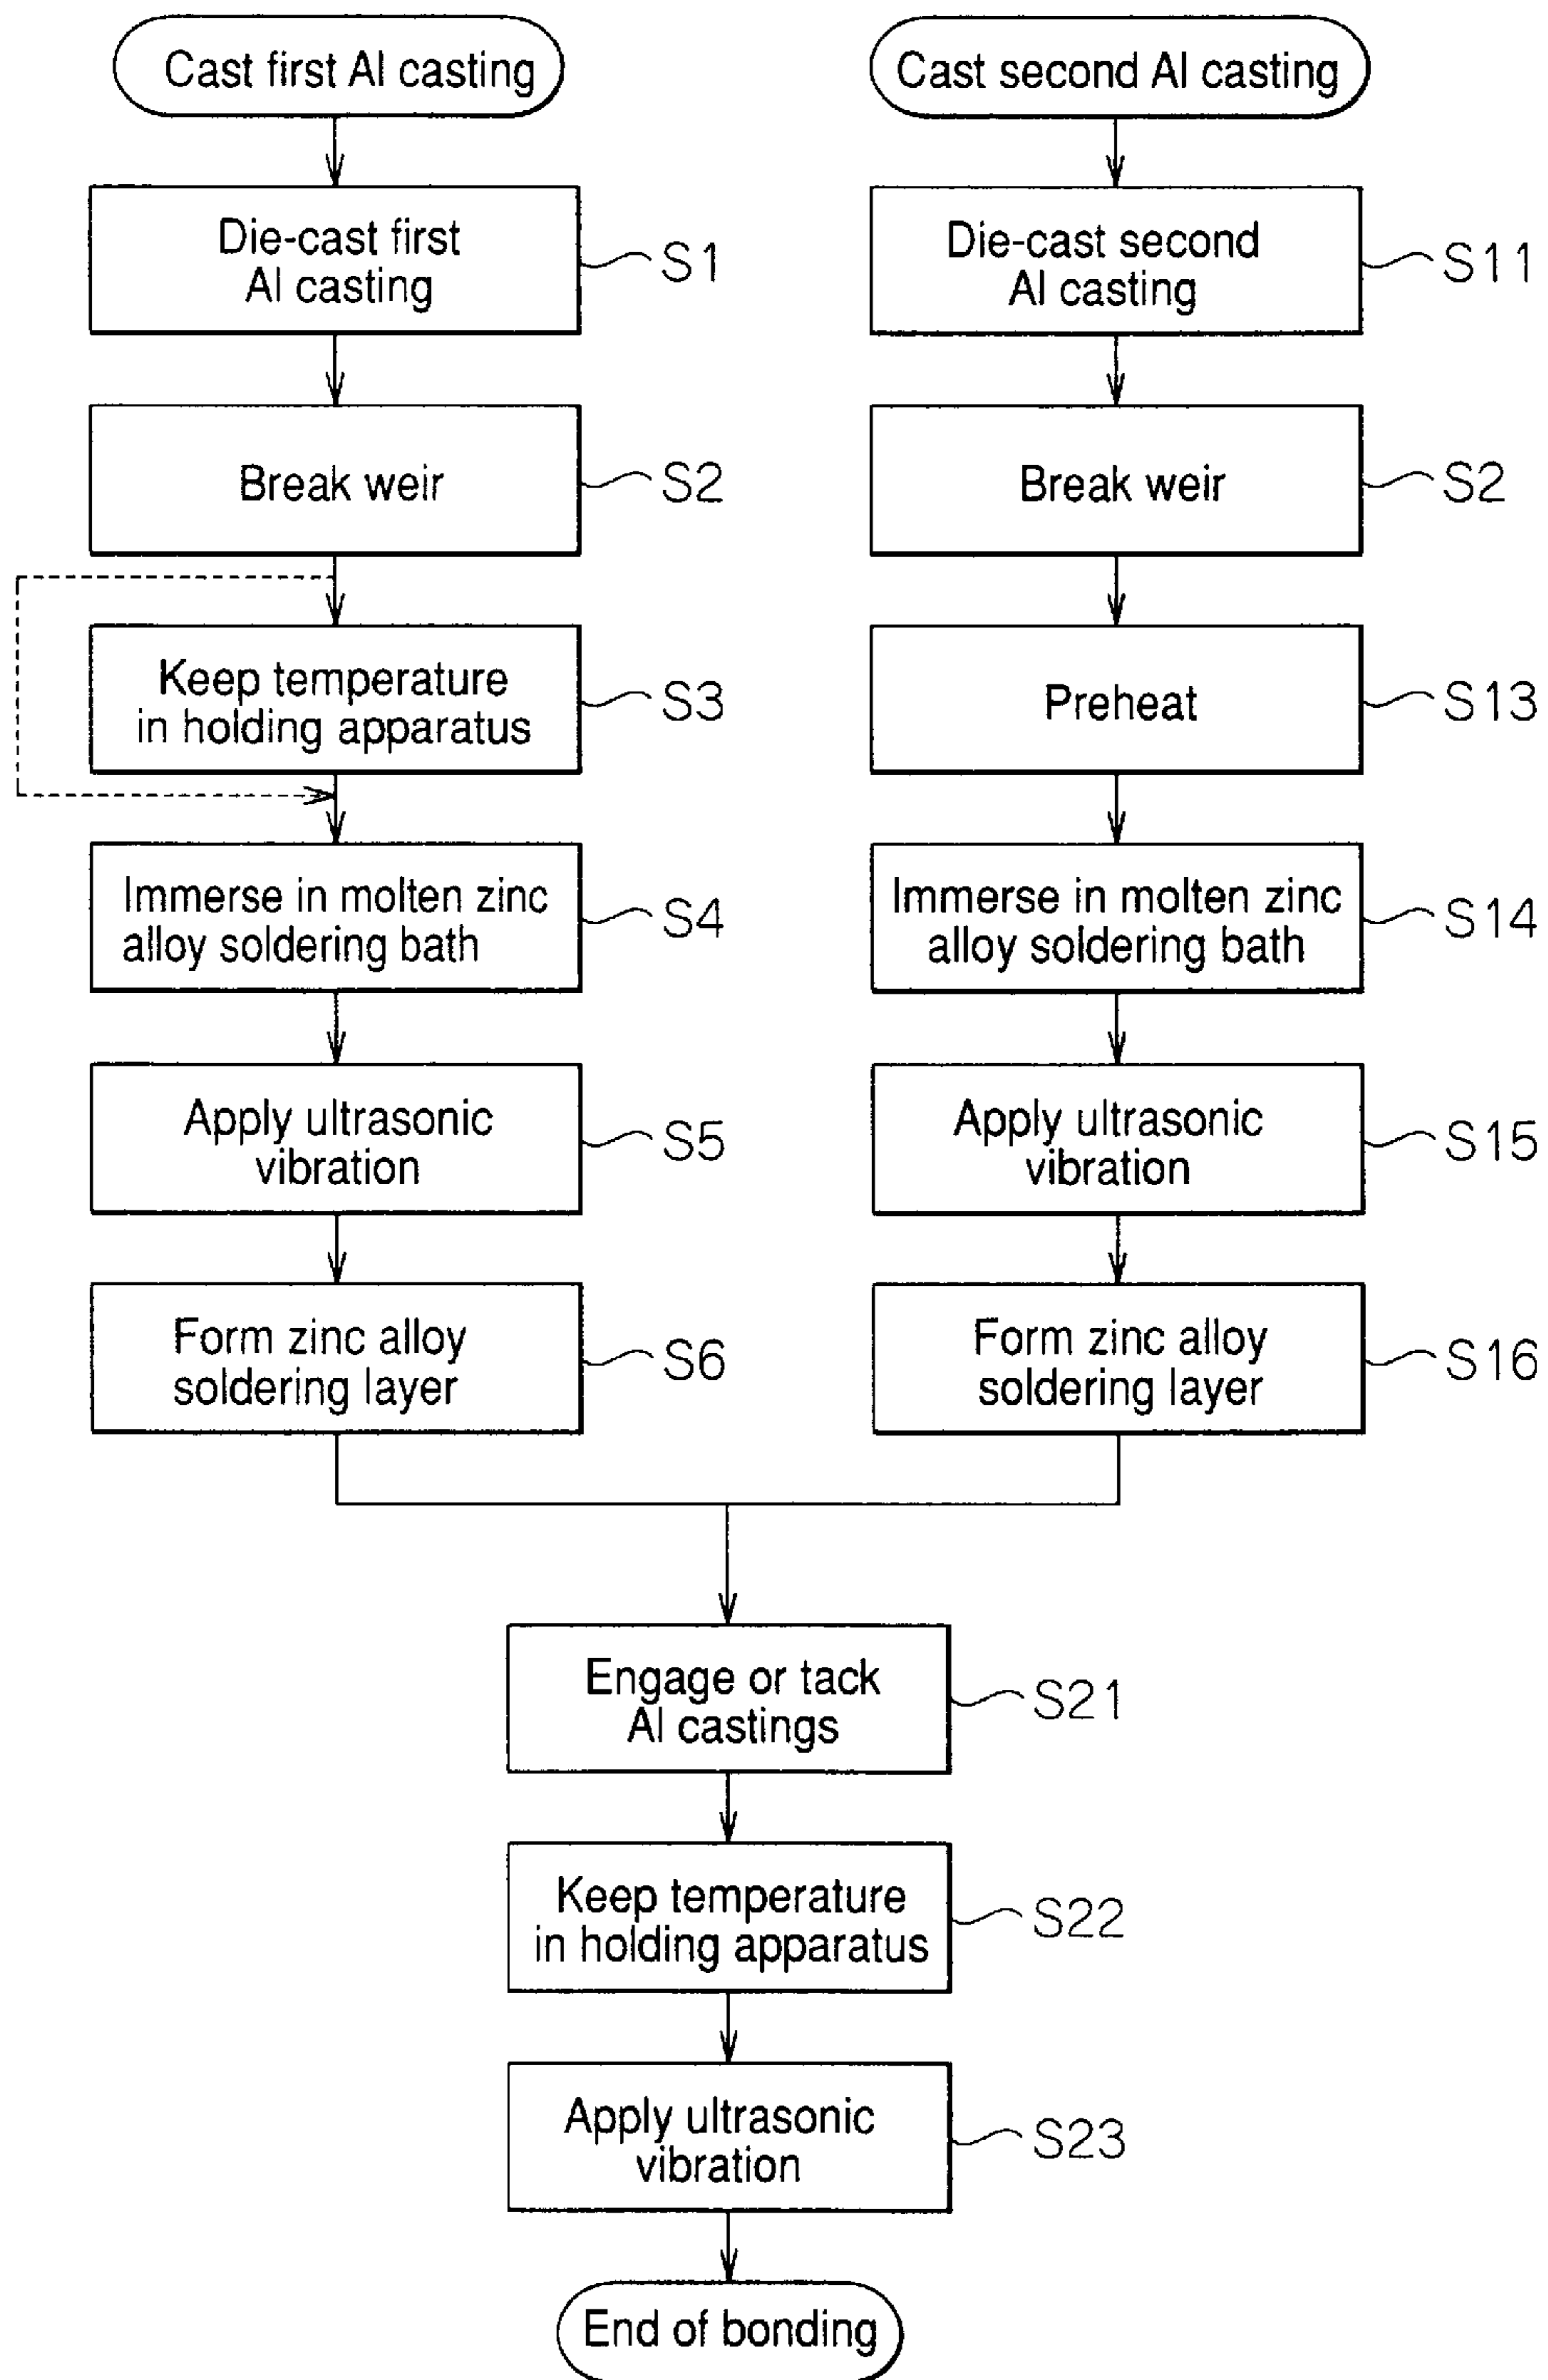 Cast first Al casting
Die-cast first
Al casting
S1
Break weir
S2
Keep temperature
in holding apparatus
S3
Immerse in molten zinc
alloy soldering bath
S4
Apply ultrasonic
vibration
S5
Form zinc alloy
soldering layer
S6
Cast second Al casting
Die-cast second
Al casting
S11
Break weir
S2
Preheat
S13
Immerse in molten zinc
alloy soldering bath
S14
Apply ultrasonic
vibration
S15
Form zinc alloy
soldering layer
S16
Engage or tack
Al castings
S21
Keep temperature
in holding apparatus
S22
Apply ultrasonic
vibration
S23
End of bonding